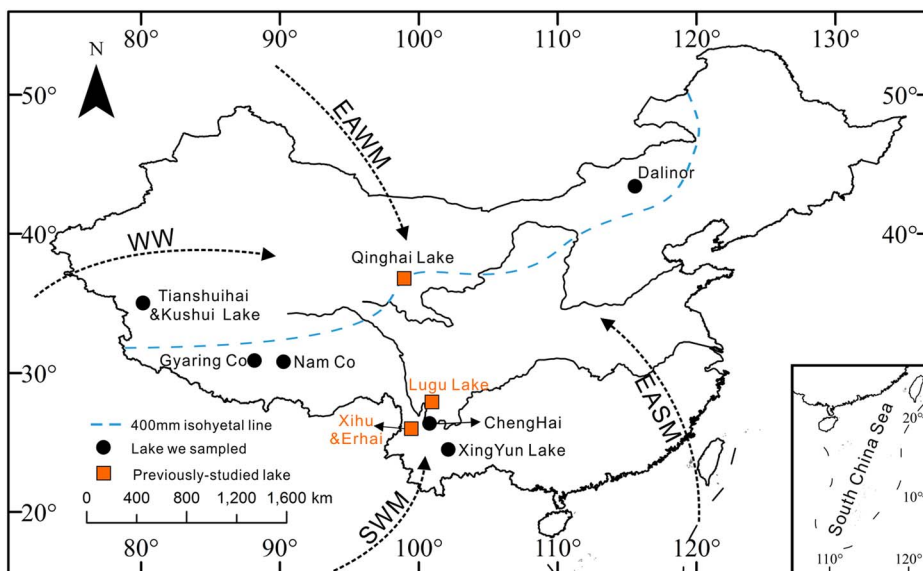 80° 90° 100° 110° 120° 130°
N
50° 50°
EAWM
Dalinor
40° 40°
WW
Qinghai Lake
Tianshuihai
&Kushui Lake
Gyaring Co
Nam Co
30° 30°
Lugu Lake
Xihu
&Erhai
ChengHai
EASM
XingYun Lake
SWM
400mm isohyetal line
Lake we sampled
Previously-studied lake
0 400 800 1,200 1,600 km
20° 20°
80° 90° 100° 110° 120°
20°
South China Sea
10°
110° 120°